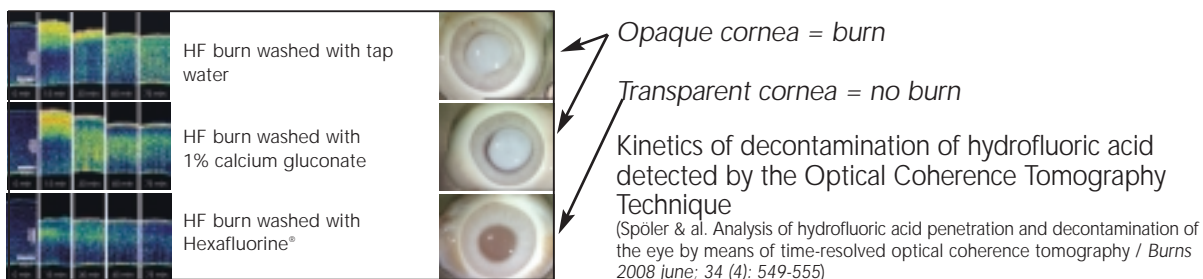 HF burn washed with tap
water
HF burn washed with
1% calcium gluconate
HF burn washed with
Hexafluorine®
Opaque cornea = burn
Transparent cornea = no burn
Kinetics of decontamination of hydrofluoric acid
detected by the Optical Coherence Tomography
Technique
(Spöler & al. Analysis of hydrofluoric acid penetration and decontamination of
the eye by means of time-resolved optical coherence tomography / Burns
2008 june; 34 (4): 549-555)